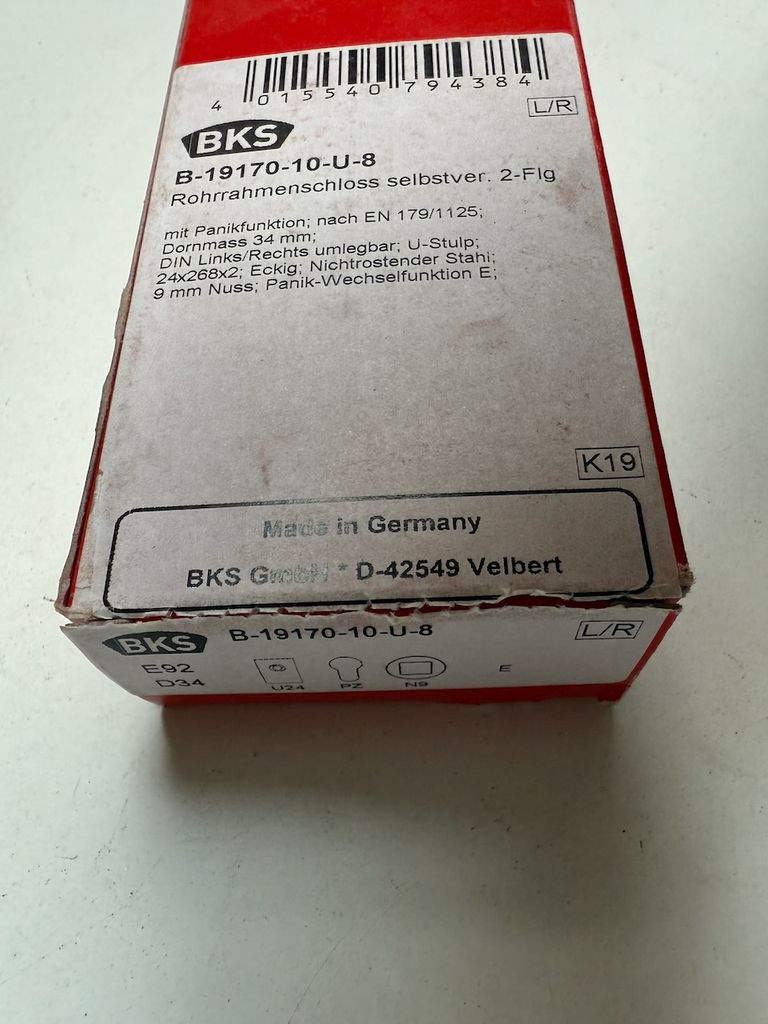 4 015540 794384
L/R
BKS
B-19170-10-U-8
Rohrrahmenschloss selbstver. 2-Flg
mit Panikfunktion; nach EN 179/1125;
Dornmass 34 mm;
DIN Links/Rechts umlegbar; U-Stulp;
24x268x2; Eckig; Nichtrostender Stahl;
9 mm Nuss; Panik-Wechselfunktion E;
K19
Made in Germany
BKS GmbH * D-42549 Velbert
BKS B-19170-10-U-8 L/R
E92
D34 U24 PZ N9 E